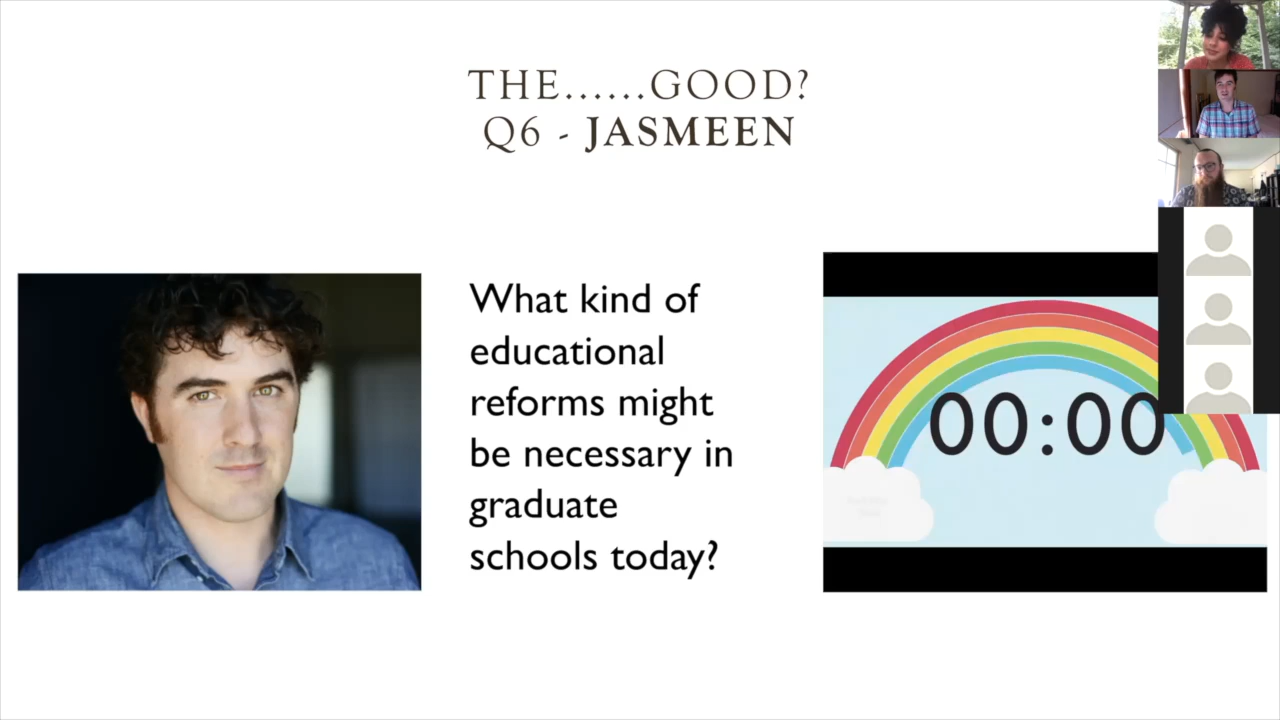 THE......GOOD?
Q6 - JASMEEN
What kind of
educational
reforms might
be necessary in
graduate
schools today?
00:00